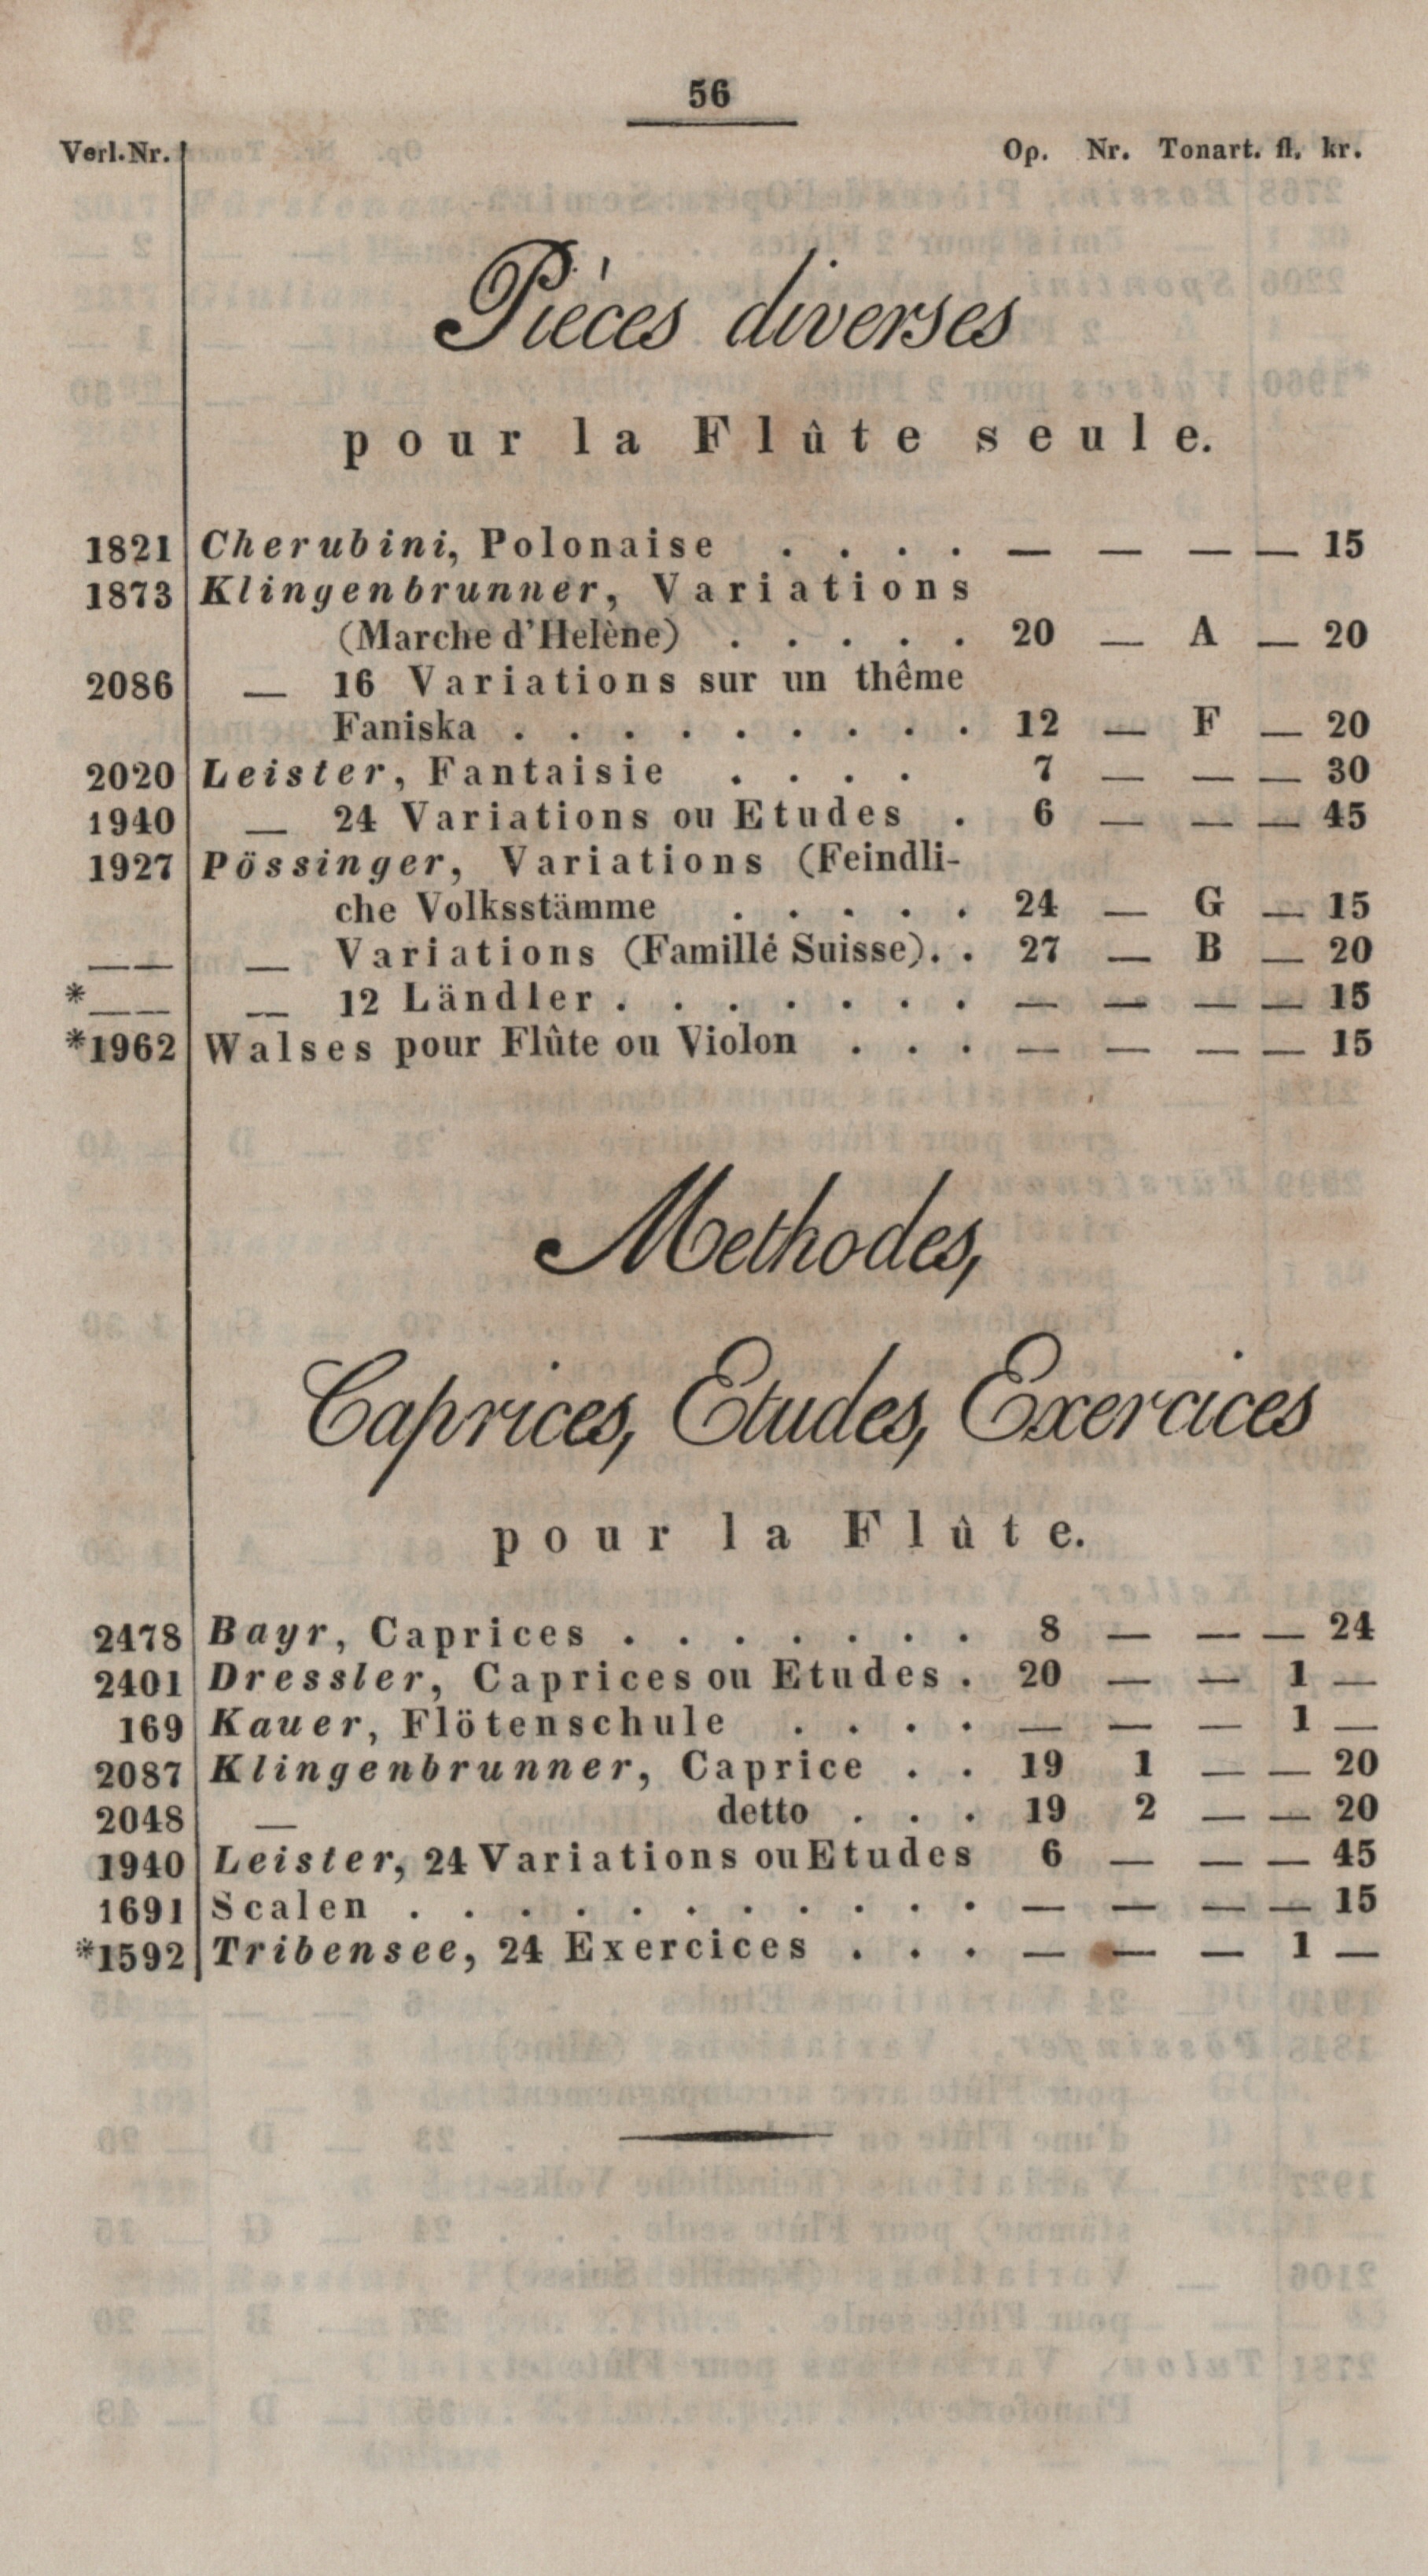 56
Verl.Nr. Op. Nr. Tonart. fl. kr.
Pièces diverses
pour la Flûte seule.
1821 Cherubini, Polonaise . . . . — — — — 15
1873 Klingenbrunner, Variations
(Marche d'Helène) . . . . . 20 — A — 20
2086 — 16 Variations sur un thême
Faniska . . . . . . . . . 12 — F — 20
2020 Leister, Fantaisie . . . . 7 — — — 30
1940 — 24 Variations ou Etudes . 6 — — — 45
1927 Pössinger, Variations (Feindli-
che Volksstämme . . . . . 24 — G — 15
—— — Variations (Famillé Suisse). . 27 — B — 20
*—— — 12 Ländler . . . . . . . — — — — 15
*1962 Walses pour Flûte ou Violon . . . — — — — 15
Methodes,
Caprices, Etudes, Exercices
pour la Flûte.
2478 Bayr, Caprices . . . . . . . 8 — — — 24
2401 Dressler, Caprices ou Etudes . 20 — — 1 —
169 Kauer, Flötenschule . . . . — — — 1 —
2087 Klingenbrunner, Caprice . . 19 1 — — 20
2048 — detto . . . 19 2 — — 20
1940 Leister, 24 Variations ou Etudes 6 — — — 45
1691 Scalen . . . . . . . . . . . — — — — 15
*1592 Tribensee, 24 Exercices . . . — — — 1 —